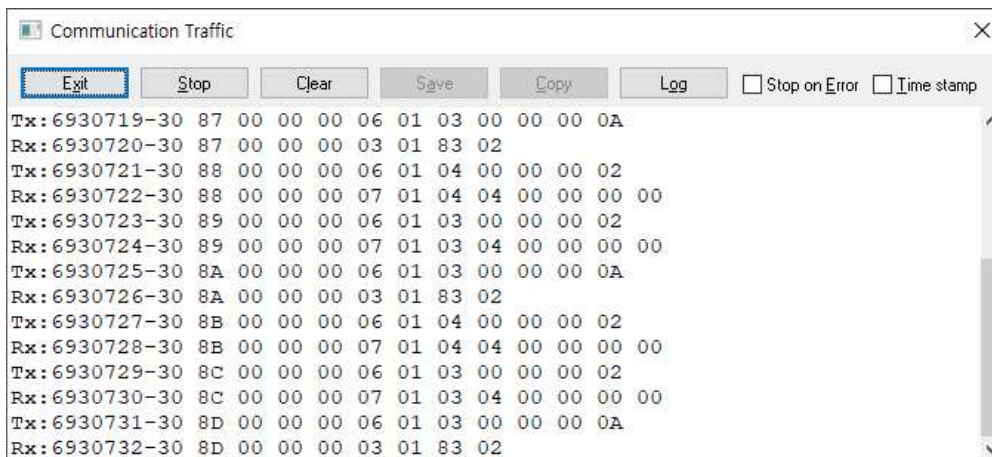 Communication Traffic
Exit Stop Clear Save Copy Log Stop on Error Time stamp
Tx:6930719-30 87 00 00 00 06 01 03 00 00 00 0A
Rx:6930720-30 87 00 00 00 03 01 83 02
Tx:6930721-30 88 00 00 00 06 01 04 00 00 00 02
Rx:6930722-30 88 00 00 00 07 01 04 04 00 00 00 00
Tx:6930723-30 89 00 00 00 06 01 03 00 00 00 02
Rx:6930724-30 89 00 00 00 07 01 03 04 00 00 00 00
Tx:6930725-30 8A 00 00 00 06 01 03 00 00 00 0A
Rx:6930726-30 8A 00 00 00 03 01 83 02
Tx:6930727-30 8B 00 00 00 06 01 04 00 00 00 02
Rx:6930728-30 8B 00 00 00 07 01 04 04 00 00 00 00
Tx:6930729-30 8C 00 00 00 06 01 03 00 00 00 02
Rx:6930730-30 8C 00 00 00 07 01 03 04 00 00 00 00
Tx:6930731-30 8D 00 00 00 06 01 03 00 00 00 0A
Rx:6930732-30 8D 00 00 00 03 01 83 02